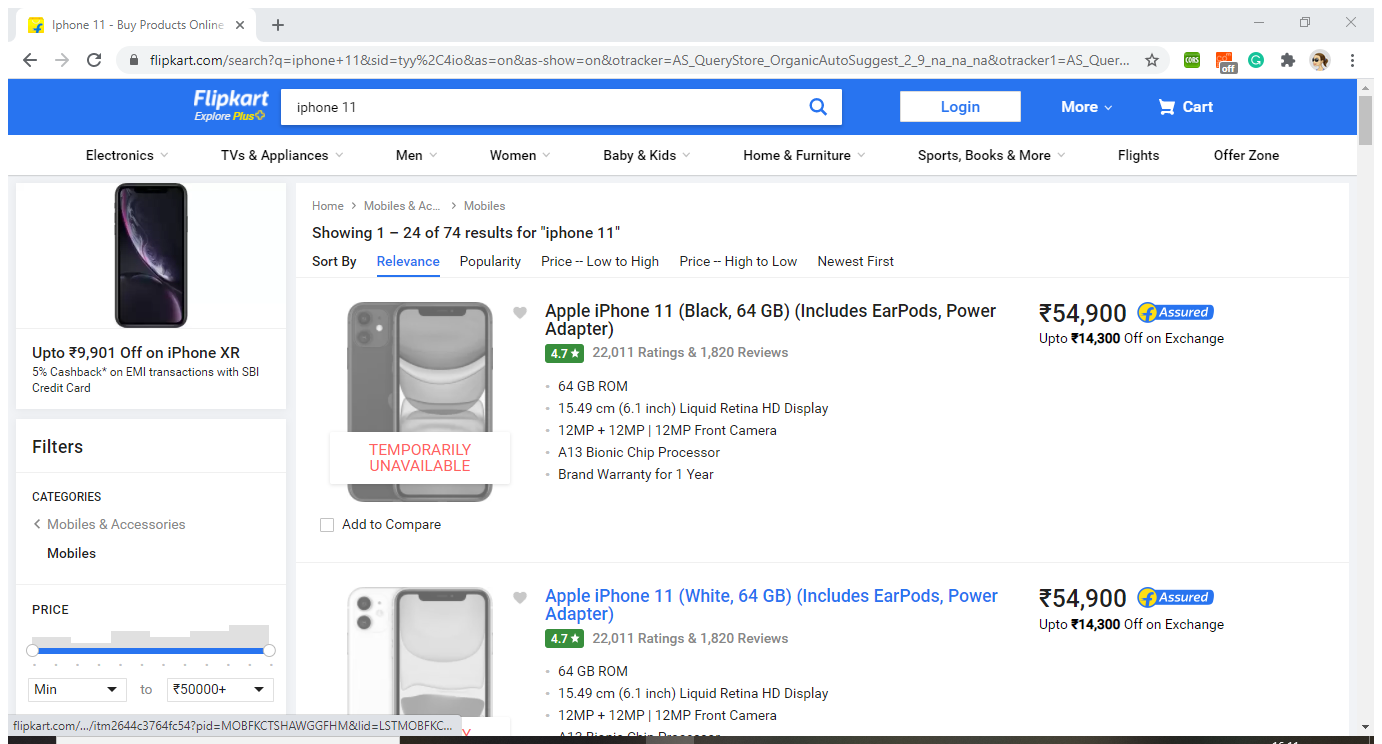 Iphone 11 - Buy Products Online
flipkart.com/search?q=iphone+11&sid=tyy%2C4io&as=on&as-show=on&otracker=AS_QueryStore_OrganicAutoSuggest_2_9_na_na_na&otracker1=AS_Quer...
CORS
off
Flipkart
Explore Plus
iphone 11
Login
More
Cart
Electronics
TVs & Appliances
Men
Women
Baby & Kids
Home & Furniture
Sports, Books & More
Flights
Offer Zone
Upto ₹9,901 Off on iPhone XR
5% Cashback* on EMI transactions with SBI
Credit Card
Filters
CATEGORIES
Mobiles & Accessories
Mobiles
PRICE
Min
to
₹50000+
Home
Mobiles & Ac...
Mobiles
Showing 1 – 24 of 74 results for "iphone 11"
Sort By
Relevance
Popularity
Price -- Low to High
Price -- High to Low
Newest First
TEMPORARILY
UNAVAILABLE
Add to Compare
Apple iPhone 11 (Black, 64 GB) (Includes EarPods, Power
Adapter)
4.7 ★
22,011 Ratings & 1,820 Reviews
64 GB ROM
15.49 cm (6.1 inch) Liquid Retina HD Display
12MP + 12MP | 12MP Front Camera
A13 Bionic Chip Processor
Brand Warranty for 1 Year
₹54,900
Assured
Upto ₹14,300 Off on Exchange
Apple iPhone 11 (White, 64 GB) (Includes EarPods, Power
Adapter)
4.7 ★
22,011 Ratings & 1,820 Reviews
64 GB ROM
15.49 cm (6.1 inch) Liquid Retina HD Display
12MP + 12MP | 12MP Front Camera
A13 Bionic Chip Processor
₹54,900
Assured
Upto ₹14,300 Off on Exchange
flipkart.com/.../itm2644c3764fc54?pid=MOBFKCTSHAWGGFHM&lid=LSTMOBFKC...